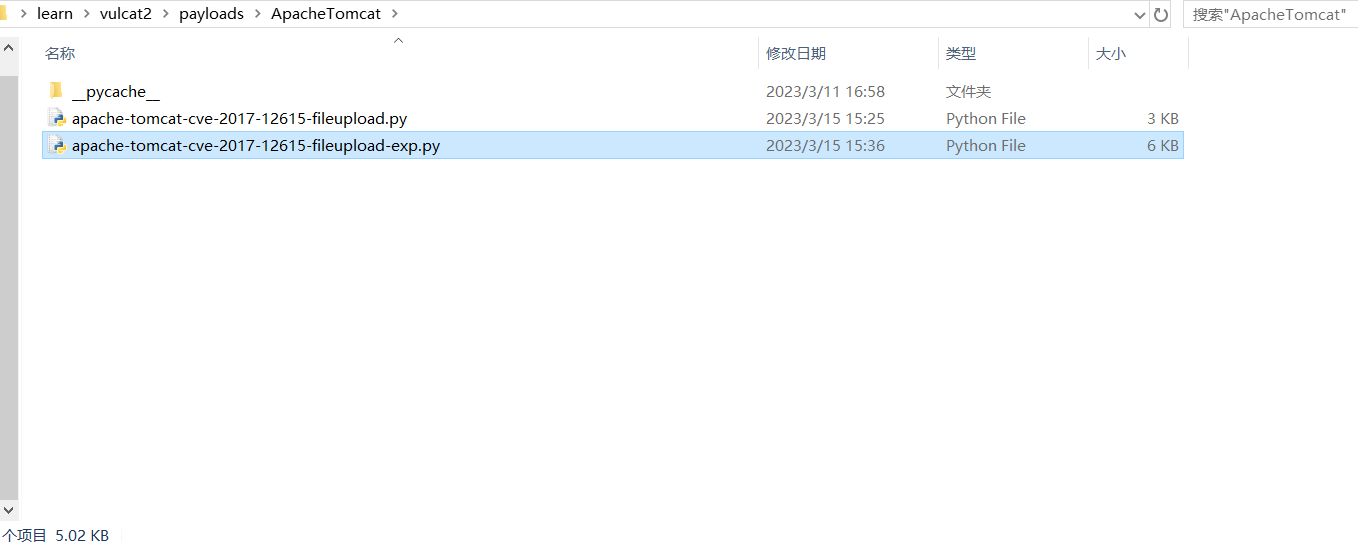 learn vulcat2 payloads ApacheTomcat 搜索"ApacheTomcat"
名称 修改日期 类型 大小
__pycache__ 2023/3/11 16:58 文件夹
apache-tomcat-cve-2017-12615-fileupload.py 2023/3/15 15:25 Python File 3 KB
apache-tomcat-cve-2017-12615-fileupload-exp.py 2023/3/15 15:36 Python File 6 KB
个项目 5.02 KB